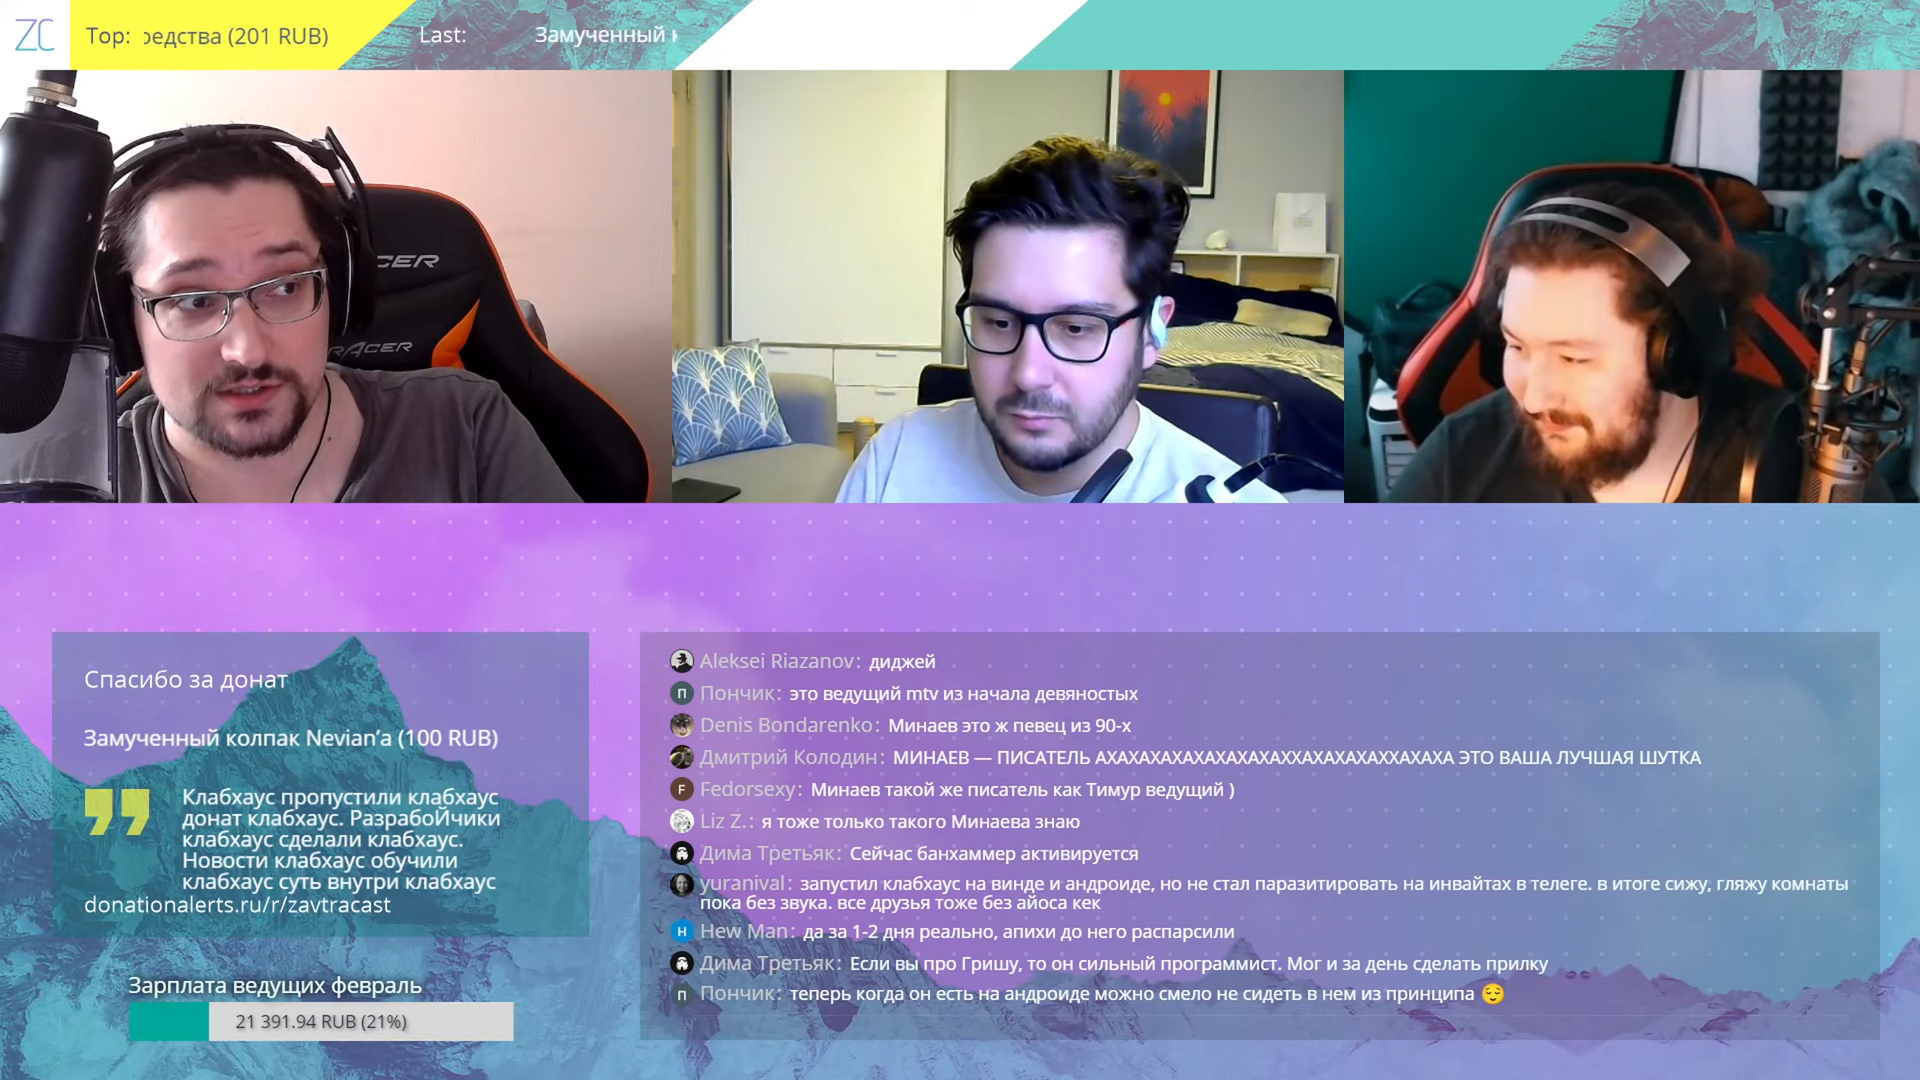 ZC
Top: редства (201 RUB)
Last: Замученный
CER
RACER
Спасибо за донат
Замученный колпак Nevian’a (100 RUB)
Клабхаус пропустили клабхаус
донат клабхаус. РазрабоЙчики
клабхаус сделали клабхаус.
Новости клабхаус обучили
клабхаус суть внутри клабхаус
donationalerts.ru/r/zavtracast
Зарплата ведущих февраль
21 391.94 RUB (21%)
Aleksei Riazanov: диджей
П Пончик: это ведущий mtv из начала девяностых
Denis Bondarenko: Минаев это ж певец из 90-х
Дмитрий Колодин: МИНАЕВ — ПИСАТЕЛЬ АХАХАХАХАХАХАХАХАХХАХАХАХАХХАХАХА ЭТО ВАША ЛУЧШАЯ ШУТКА
F Fedorsexy: Минаев такой же писатель как Тимур ведущий )
Liz Z.: я тоже только такого Минаева знаю
Дима Третьяк: Сейчас банхаммер активируется
yuranival: запустил клабхаус на винде и андроиде, но не стал паразитировать на инвайтах в телеге. в итоге сижу, гляжу комнаты
пока без звука. все друзья тоже без айоса кек
H Hew Man: да за 1-2 дня реально, апихи до него распарсили
Дима Третьяк: Если вы про Гришу, то он сильный программист. Мог и за день сделать прилку
П Пончик: теперь когда он есть на андроиде можно смело не сидеть в нем из принципа 😌